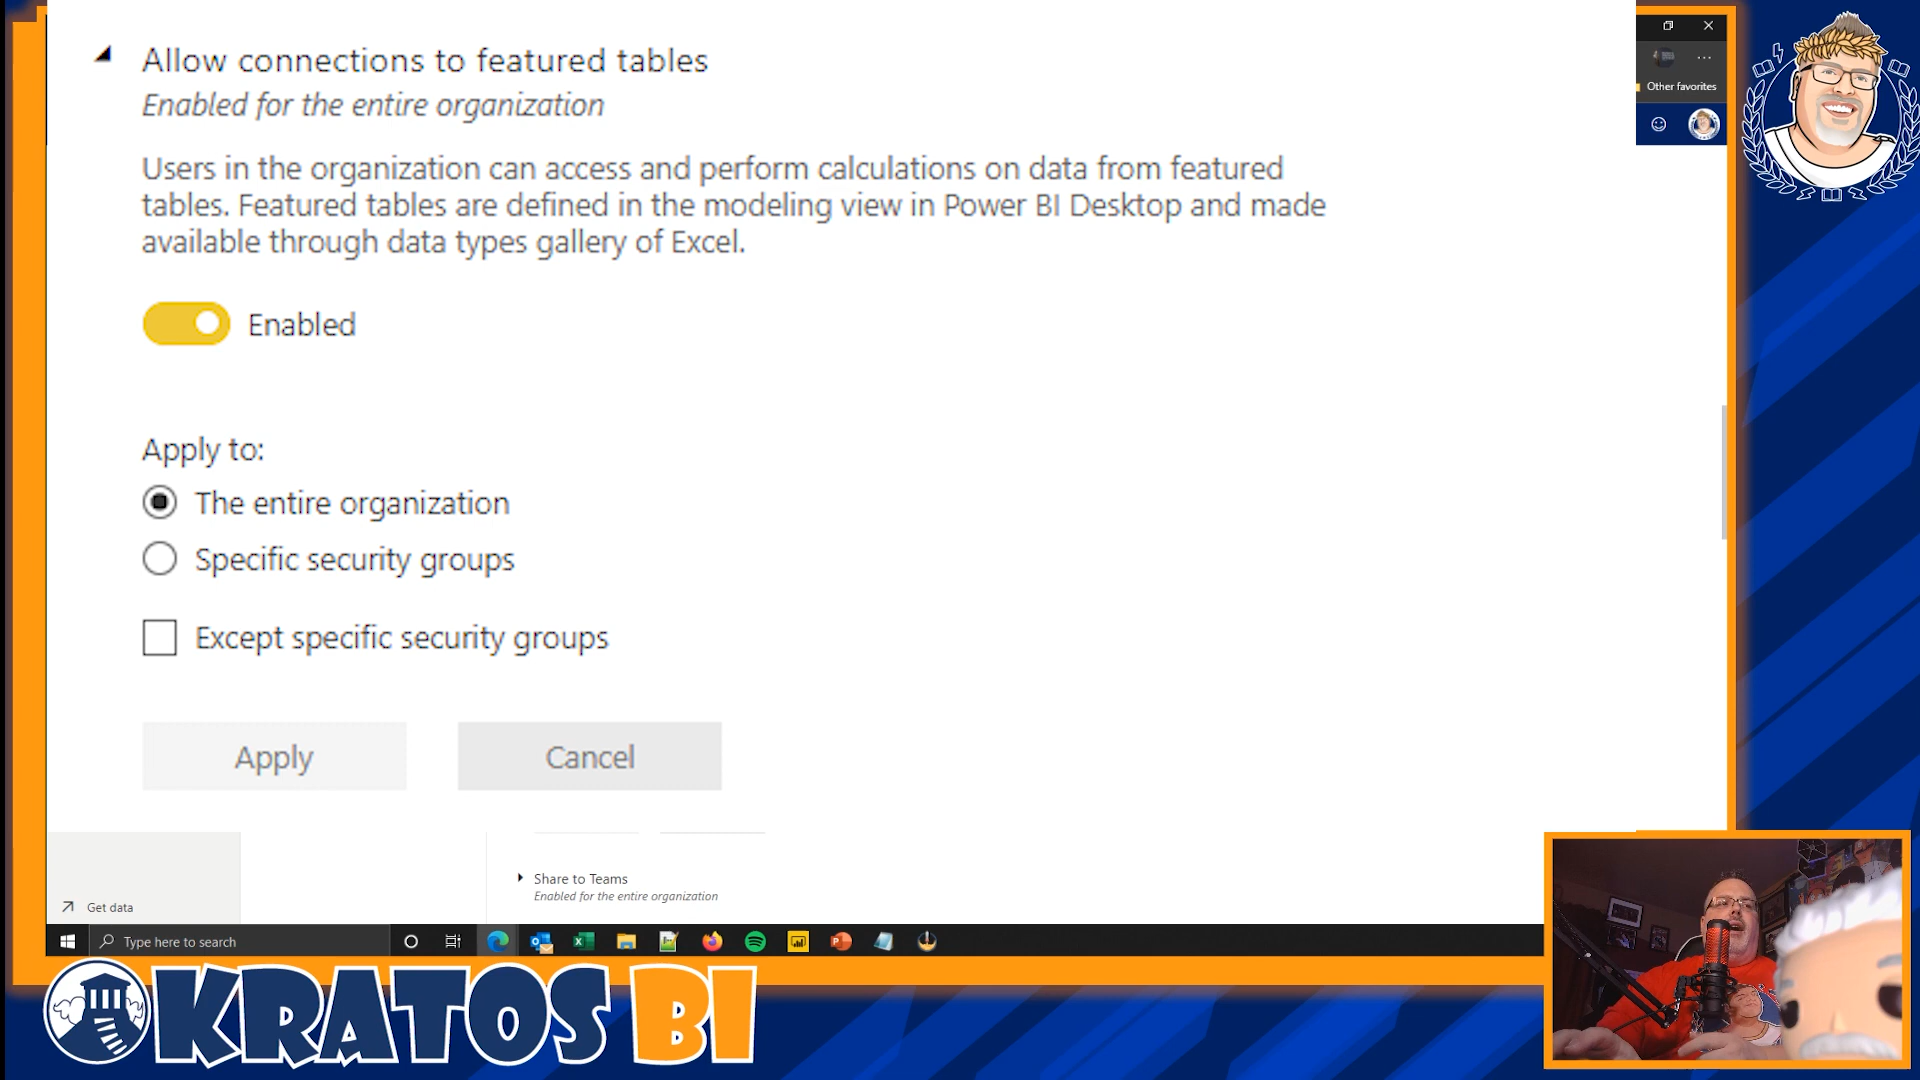 Allow connections to featured tables
Enabled for the entire organization
Users in the organization can access and perform calculations on data from featured
tables. Featured tables are defined in the modeling view in Power BI Desktop and made
available through data types gallery of Excel.
Enabled
Apply to:
The entire organization
Specific security groups
Except specific security groups
Apply
Cancel
Other favorites
Share to Teams
Enabled for the entire organization
Get data
Type here to search
KRATOS BI